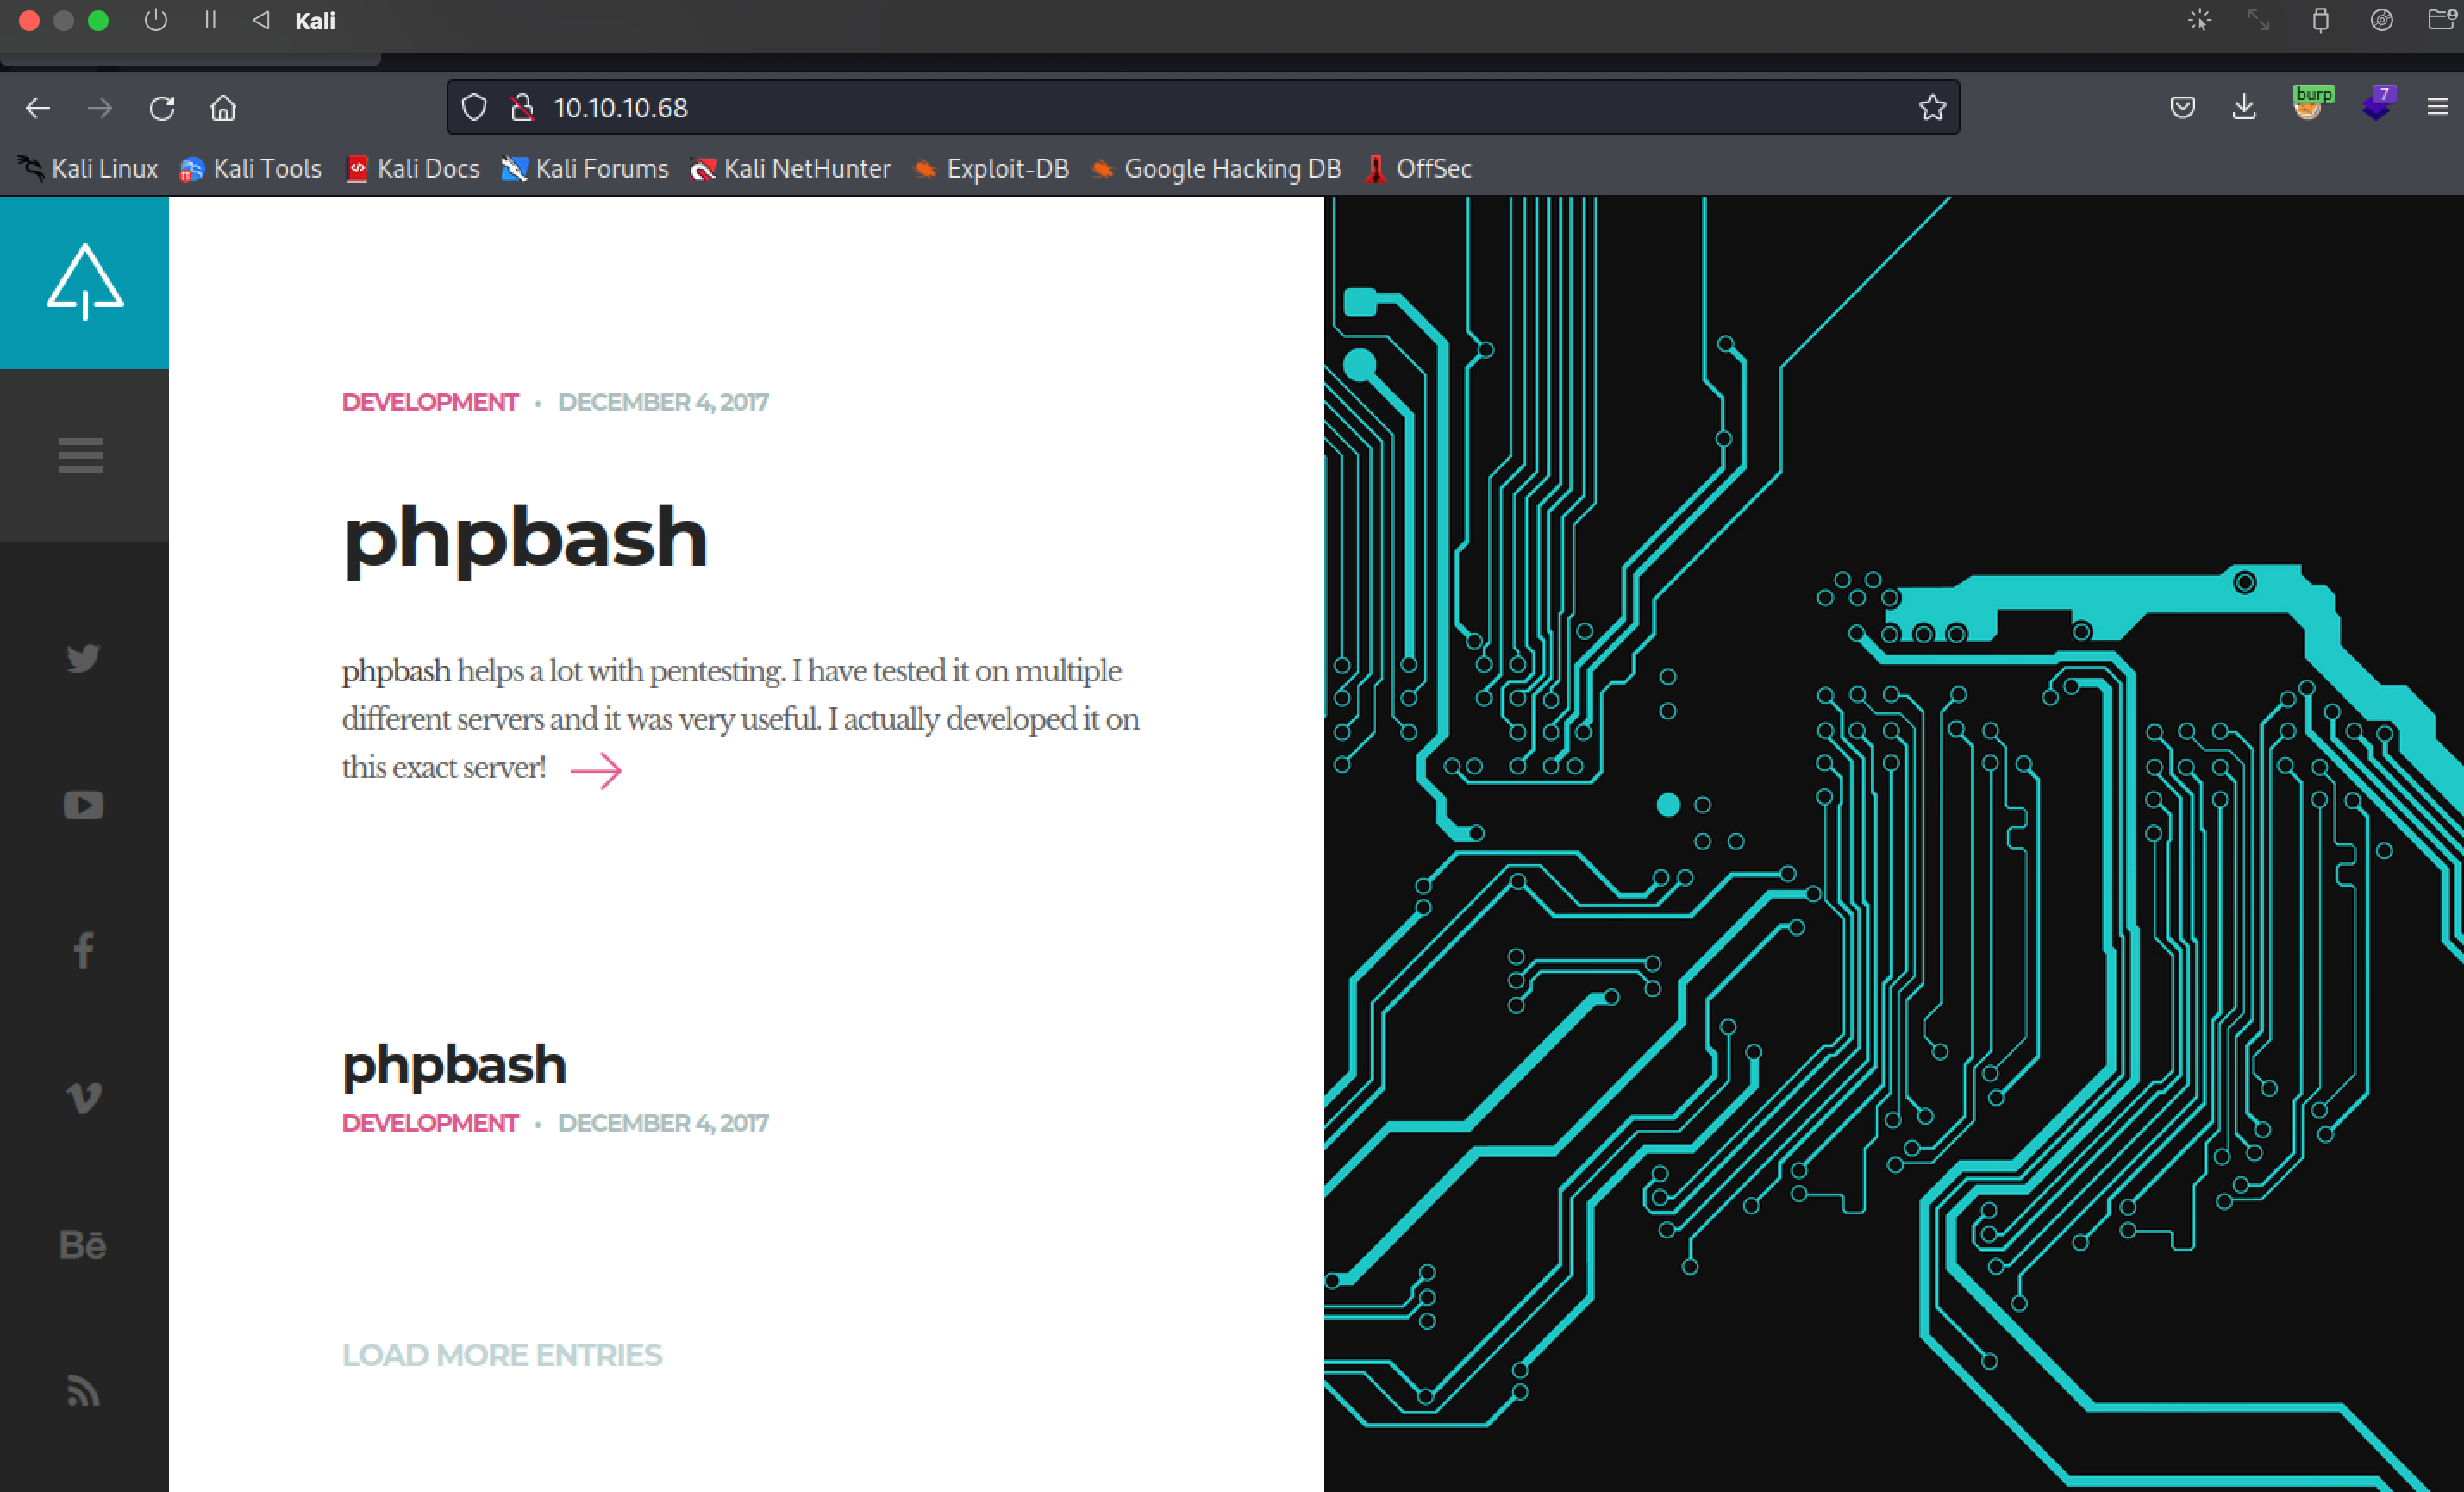 Kali
10.10.10.68
burp
7
Kali Linux Kali Tools Kali Docs Kali Forums Kali NetHunter Exploit-DB Google Hacking DB OffSec
DEVELOPMENT • DECEMBER 4, 2017
phpbash
phpbash helps a lot with pentesting. I have tested it on multiple
different servers and it was very useful. I actually developed it on
this exact server!
phpbash
DEVELOPMENT • DECEMBER 4, 2017
Bē
LOAD MORE ENTRIES